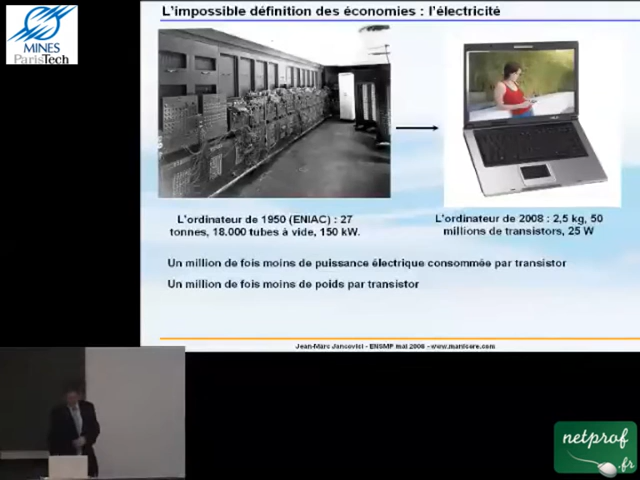 MINES
ParisTech
L'impossible définition des économies : l'électricité
L'ordinateur de 1950 (ENIAC) : 27
tonnes, 18.000 tubes à vide, 150 kW.
L'ordinateur de 2008 : 2,5 kg, 50
millions de transistors, 25 W
Un million de fois moins de puissance électrique consommée par transistor
Un million de fois moins de poids par transistor
Jean-Marc Jancovici - ENSMP mai 2008 - www.manicore.com
netprof
.fr